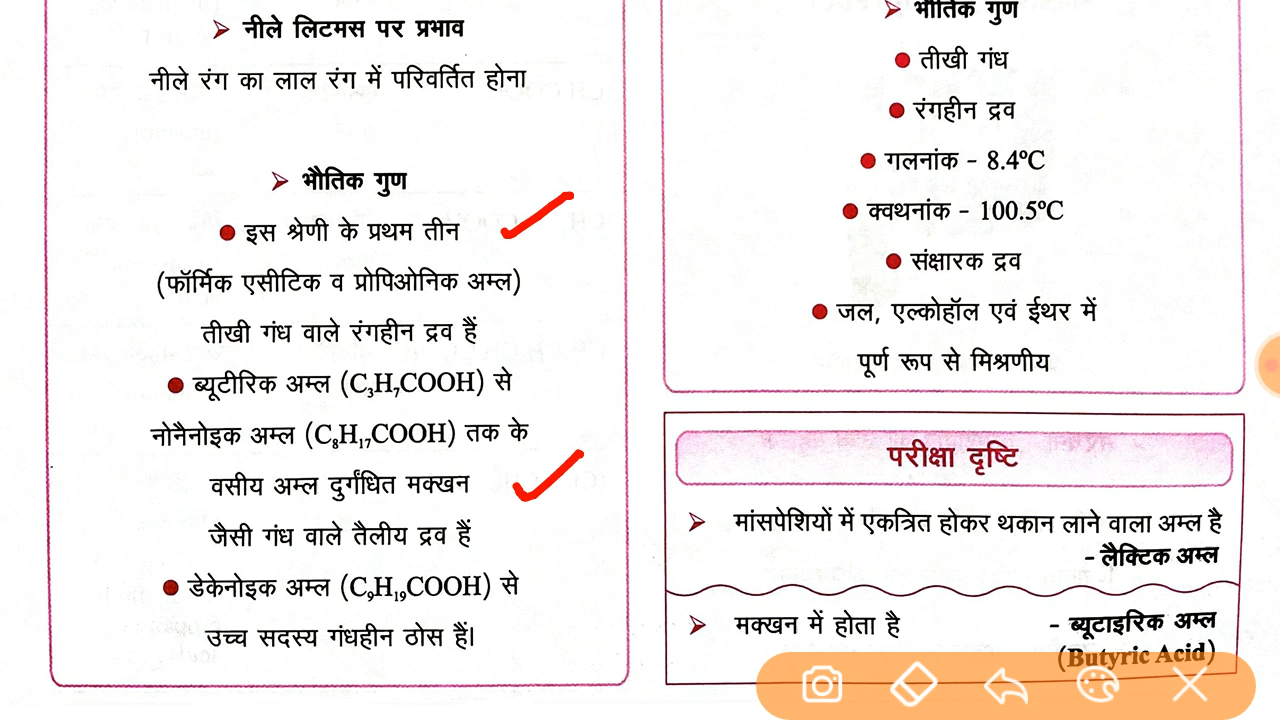 ➢ नीले लिटमस पर प्रभाव
नीले रंग का लाल रंग में परिवर्तित होना
➢ भौतिक गुण
● इस श्रेणी के प्रथम तीन
(फॉर्मिक एसीटिक व प्रोपिओनिक अम्ल)
तीखी गंध वाले रंगहीन द्रव हैं
● ब्यूटीरिक अम्ल (C₃H₇COOH) से
नोनैनोइक अम्ल (C₈H₁₇COOH) तक के
वसीय अम्ल दुर्गंधित मक्खन
जैसी गंध वाले तैलीय द्रव हैं
● डेकेनोइक अम्ल (C₉H₁₉COOH) से
उच्च सदस्य गंधहीन ठोस हैं।
➢ भौतिक गुण
● तीखी गंध
● रंगहीन द्रव
● गलनांक - 8.4ºC
● क्वथनांक - 100.5ºC
● संक्षारक द्रव
● जल, एल्कोहॉल एवं ईथर में
पूर्ण रूप से मिश्रणीय
परीक्षा दृष्टि
➢ मांसपेशियों में एकत्रित होकर थकान लाने वाला अम्ल है
- लैक्टिक अम्ल
➢ मक्खन में होता है - ब्यूटाइरिक अम्ल
(Butyric Acid)